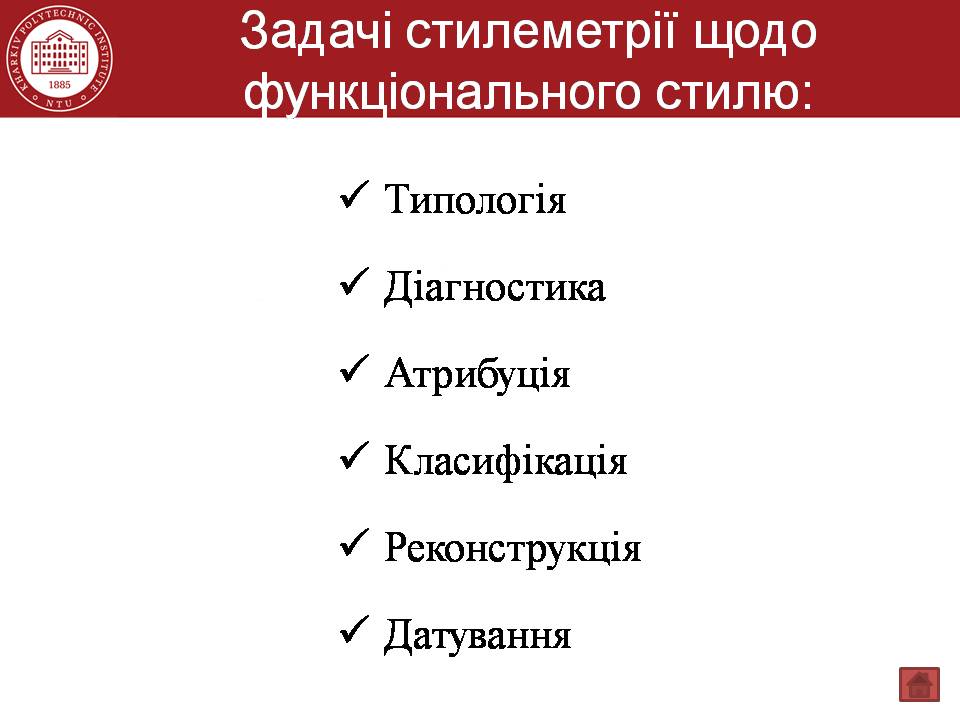 Задачі стилеметрії щодо
функціонального стилю:
KHARKIV POLYTECHNIC INSTITUTE
1885
NTU
✓ Типологія
✓ Діагностика
✓ Атрибуція
✓ Класифікація
✓ Реконструкція
✓ Датування